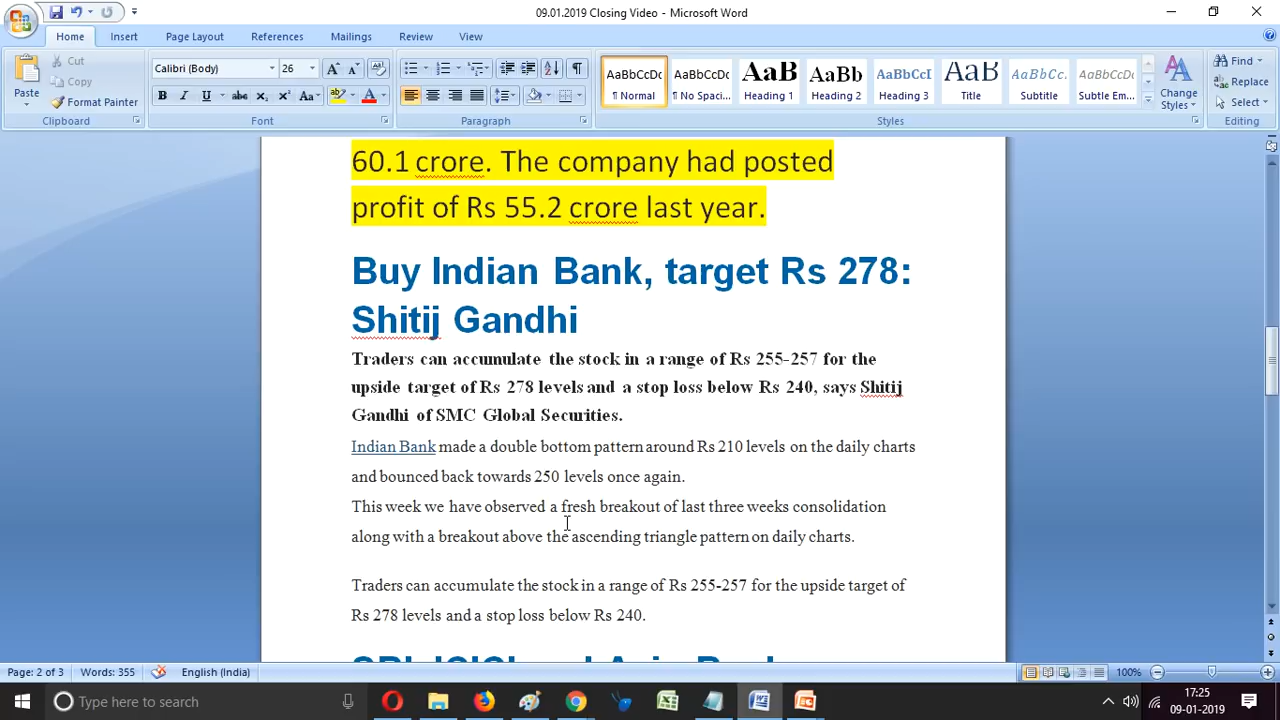 09.01.2019 Closing Video - Microsoft Word
Home Insert Page Layout References Mailings Review View
Paste
Cut
Copy
Format Painter
Clipboard
Calibri (Body) 26
Font
Paragraph
AaBbCcDc AaBbCcDc AaB AaBbCc AaBbCcI AaB AaBbCc. AaBbCcDc
¶ Normal ¶ No Spaci... Heading 1 Heading 2 Heading 3 Title Subtitle Subtle Em...
Styles
Change Styles
Find
Replace
Select
Editing
60.1 crore. The company had posted
profit of Rs 55.2 crore last year.
Buy Indian Bank, target Rs 278:
Shitij Gandhi
Traders can accumulate the stock in a range of Rs 255-257 for the
upside target of Rs 278 levels and a stop loss below Rs 240, says Shitij
Gandhi of SMC Global Securities.
Indian Bank made a double bottom pattern around Rs 210 levels on the daily charts
and bounced back towards 250 levels once again.
This week we have observed a fresh breakout of last three weeks consolidation
along with a breakout above the ascending triangle pattern on daily charts.
Traders can accumulate the stock in a range of Rs 255-257 for the upside target of
Rs 278 levels and a stop loss below Rs 240.
Page: 2 of 3 Words: 355 English (India) 100%
Type here to search
17:25
09-01-2019